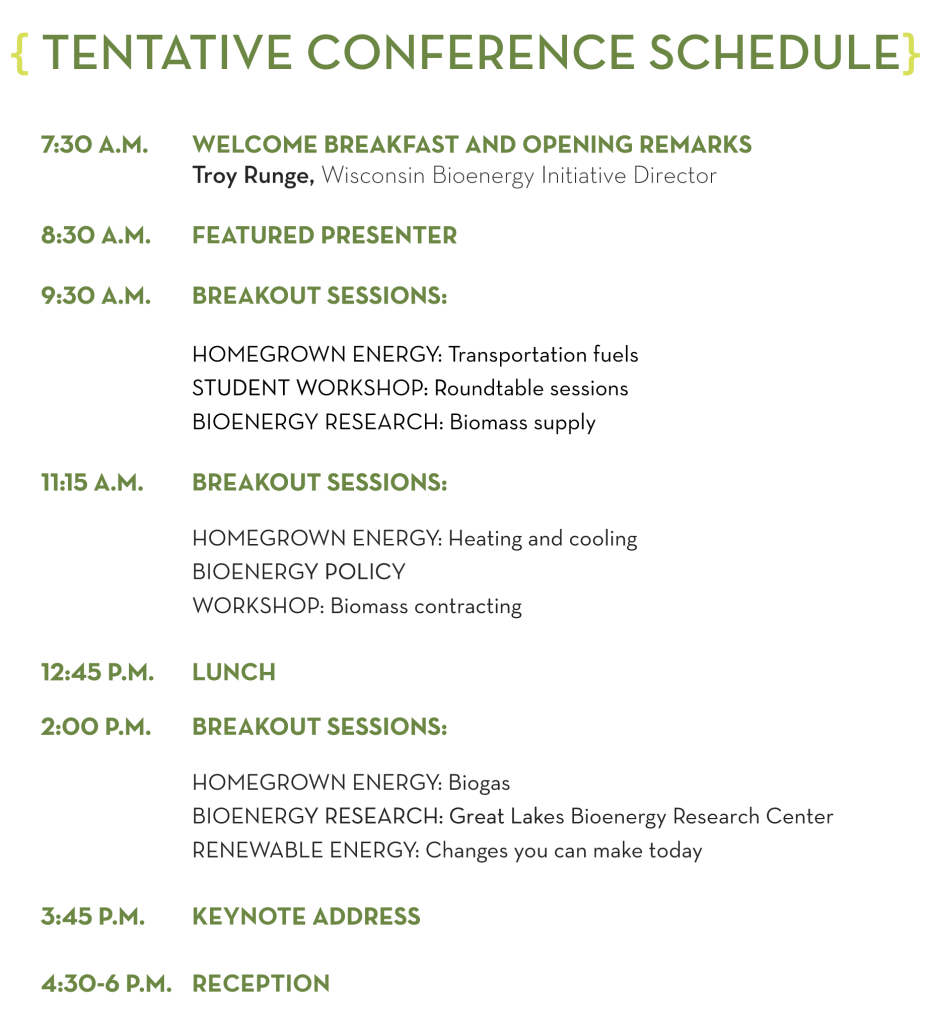 { TENTATIVE CONFERENCE SCHEDULE}
7:30 A.M. WELCOME BREAKFAST AND OPENING REMARKS
Troy Runge, Wisconsin Bioenergy Initiative Director
8:30 A.M. FEATURED PRESENTER
9:30 A.M. BREAKOUT SESSIONS:
HOMEGROWN ENERGY: Transportation fuels
STUDENT WORKSHOP: Roundtable sessions
BIOENERGY RESEARCH: Biomass supply
11:15 A.M. BREAKOUT SESSIONS:
HOMEGROWN ENERGY: Heating and cooling
BIOENERGY POLICY
WORKSHOP: Biomass contracting
12:45 P.M. LUNCH
2:00 P.M. BREAKOUT SESSIONS:
HOMEGROWN ENERGY: Biogas
BIOENERGY RESEARCH: Great Lakes Bioenergy Research Center
RENEWABLE ENERGY: Changes you can make today
3:45 P.M. KEYNOTE ADDRESS
4:30-6 P.M. RECEPTION